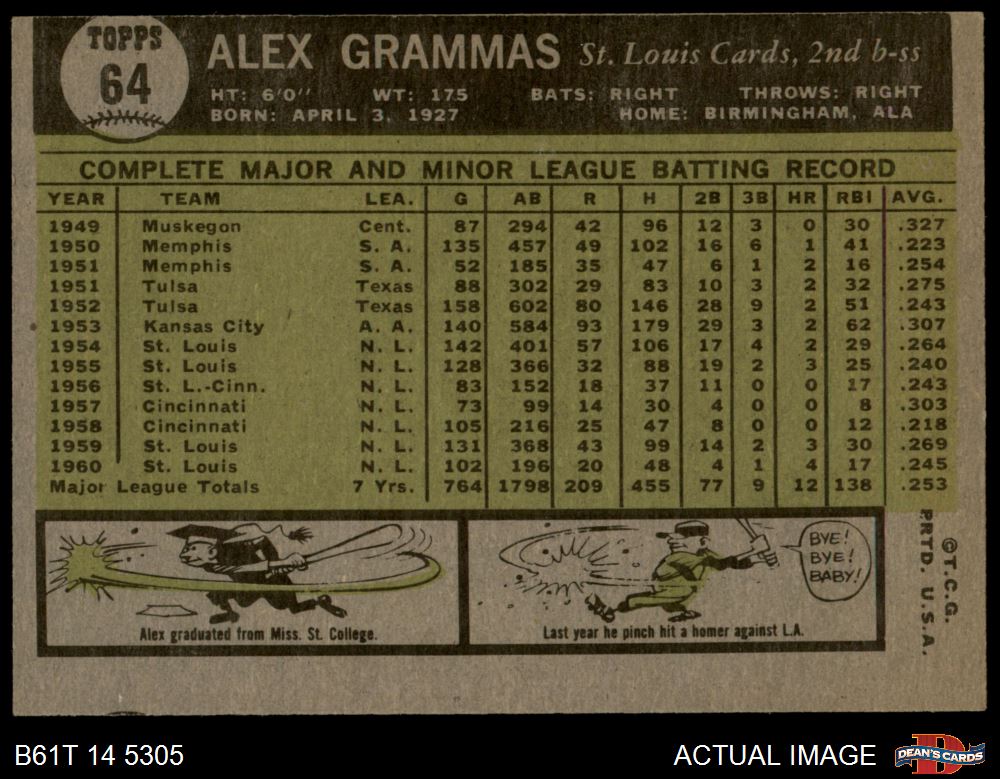 TOPPS
64
ALEX GRAMMAS St. Louis Cards, 2nd b-ss
HT: 6'0" WT: 175 BATS: RIGHT THROWS: RIGHT
BORN: APRIL 3, 1927 HOME: BIRMINGHAM, ALA
COMPLETE MAJOR AND MINOR LEAGUE BATTING RECORD
YEAR TEAM LEA. G AB R H 2B 3B HR RBI AVG.
1949 Muskegon Cent. 87 294 42 96 12 3 0 30 .327
1950 Memphis S. A. 135 457 49 102 16 6 1 41 .223
1951 Memphis S. A. 52 185 35 47 6 1 2 16 .254
1951 Tulsa Texas 88 302 29 83 10 3 2 32 .275
1952 Tulsa Texas 158 602 80 146 28 9 2 51 .243
1953 Kansas City A. A. 140 584 93 179 29 3 2 62 .307
1954 St. Louis N. L. 142 401 57 106 17 4 2 29 .264
1955 St. Louis N. L. 128 366 32 88 19 2 3 25 .240
1956 St. L.-Cinn. N. L. 83 152 18 37 11 0 0 17 .243
1957 Cincinnati N. L. 73 99 14 30 4 0 0 8 .303
1958 Cincinnati N. L. 105 216 25 47 8 0 0 12 .218
1959 St. Louis N. L. 131 368 43 99 14 2 3 30 .269
1960 St. Louis N. L. 102 196 20 48 4 1 4 17 .245
Major League Totals 7 Yrs. 764 1798 209 455 77 9 12 138 .253
Alex graduated from Miss. St. College.
BYE!
BYE!
BABY!
Last year he pinch hit a homer against L.A.
©T.C.G.
PRTD. U.S.A.
B61T 14 5305
ACTUAL IMAGE
DEAN'S CARDS